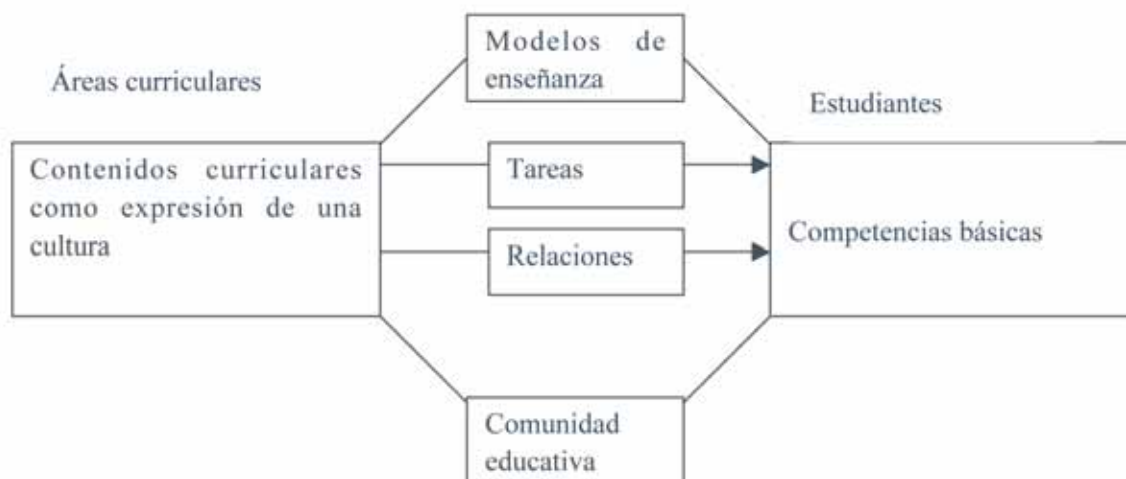 Modelos de
enseñanza
Áreas curriculares
Estudiantes
Contenidos curriculares
como expresión de una
cultura
Tareas
Relaciones
Competencias básicas
Comunidad
educativa